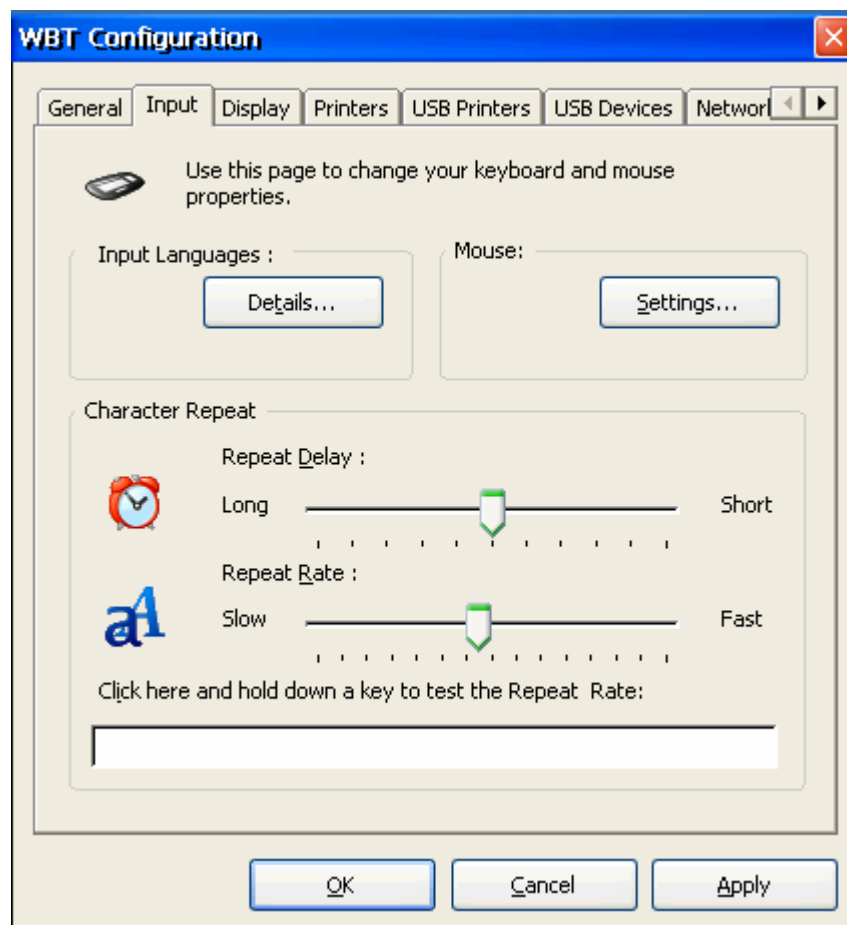 WBT Configuration
General Input Display Printers USB Printers USB Devices Networ
Use this page to change your keyboard and mouse
properties.
Input Languages :
Details...
Mouse:
Settings...
Character Repeat
Repeat Delay :
Long Short
Repeat Rate :
aA
Slow Fast
Click here and hold down a key to test the Repeat Rate:
OK Cancel Apply